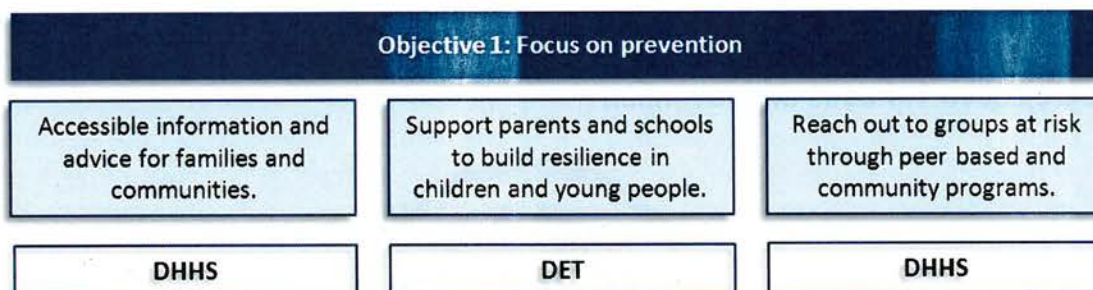 Objective 1: Focus on prevention
Accessible information and
advice for families and
communities.
Support parents and schools
to build resilience in
children and young people.
Reach out to groups at risk
through peer based and
community programs.
DHHS
DET
DHHS